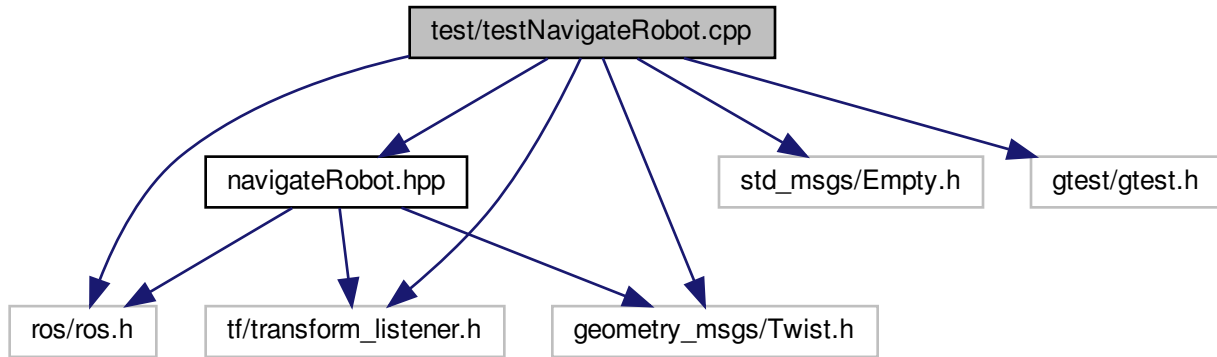 test/testNavigateRobot.cpp
navigateRobot.hpp
std_msgs/Empty.h
gtest/gtest.h
ros/ros.h
tf/transform_listener.h
geometry_msgs/Twist.h